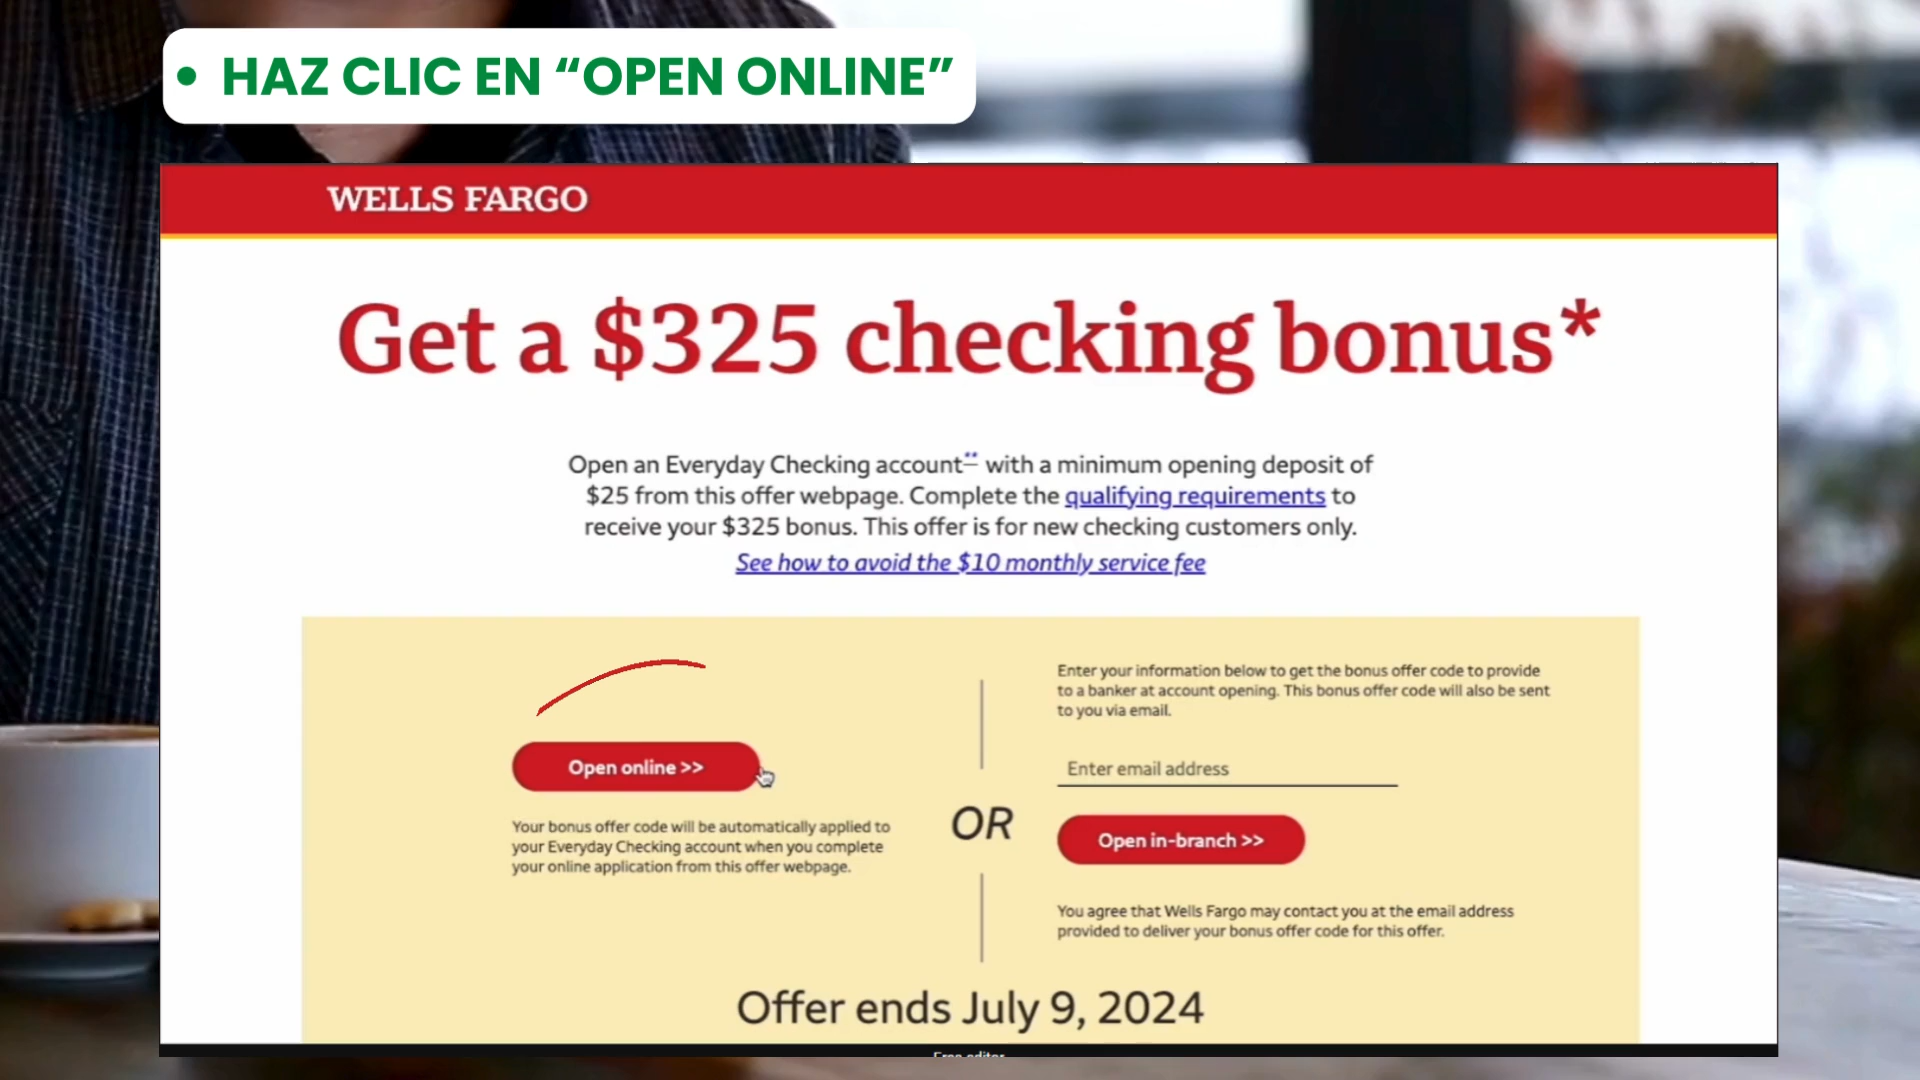 • HAZ CLIC EN “OPEN ONLINE”
WELLS FARGO
Get a $325 checking bonus*
Open an Everyday Checking account** with a minimum opening deposit of
$25 from this offer webpage. Complete the qualifying requirements to
receive your $325 bonus. This offer is for new checking customers only.
See how to avoid the $10 monthly service fee
Open online >>
Your bonus offer code will be automatically applied to
your Everyday Checking account when you complete
your online application from this offer webpage.
OR
Enter your information below to get the bonus offer code to provide
to a banker at account opening. This bonus offer code will also be sent
to you via email.
Enter email address
Open in-branch >>
You agree that Wells Fargo may contact you at the email address
provided to deliver your bonus offer code for this offer.
Offer ends July 9, 2024